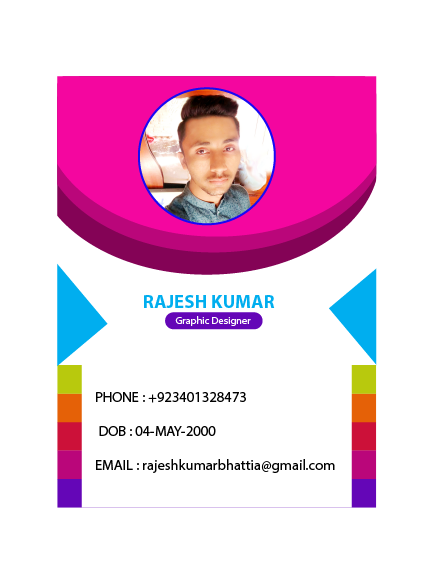 RAJESH KUMAR
Graphic Designer
PHONE : +923401328473
DOB : 04-MAY-2000
EMAIL : rajeshkumarbhattia@gmail.com